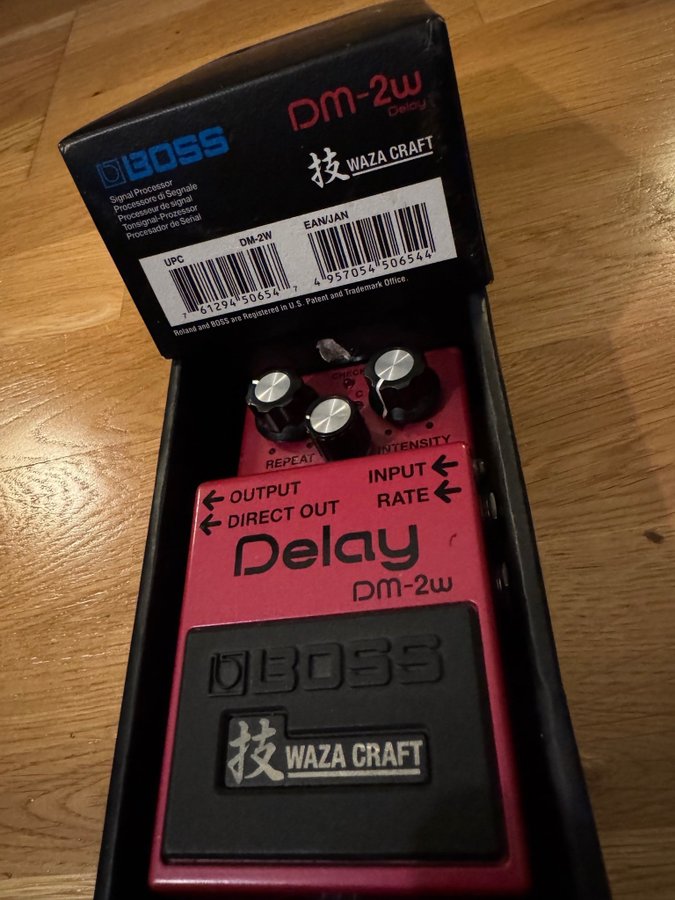 DM-2w
Delay
BOSS
技 WAZA CRAFT
Signal Processor
Processore di Segnale
Processeur de signal
Tonsignal-Prozessor
Procesador de Señal
UPC
DM-2W
EAN/JAN
7 61294 50654 7
4 957054 506544
Roland and BOSS are Registered in U.S. Patent and Trademark Office.
CHECK
REPEAT
INTENSITY
← OUTPUT
INPUT ←
← DIRECT OUT
RATE ←
Delay
DM-2w
BOSS
技 WAZA CRAFT